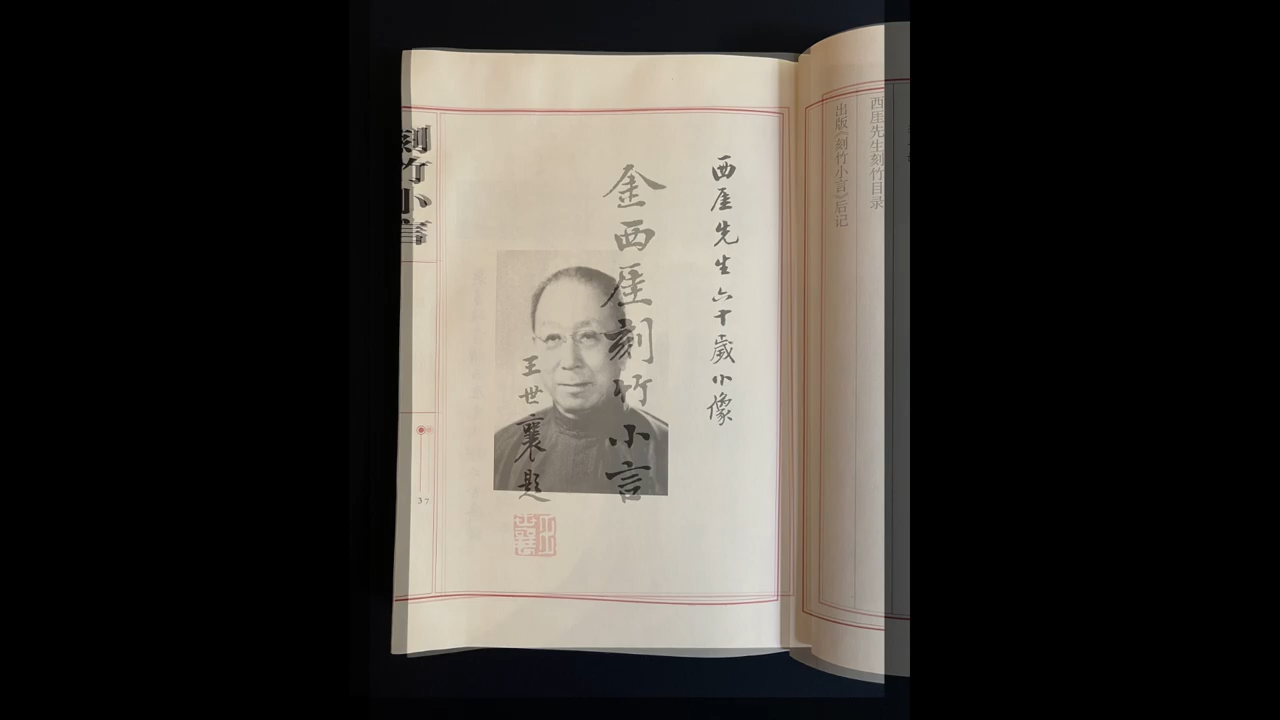 西厓先生刻竹目录
出版《刻竹小言》后记
西厓先生六十歲小像
金西厓刻竹小言
王世襄題
刻竹小言
37